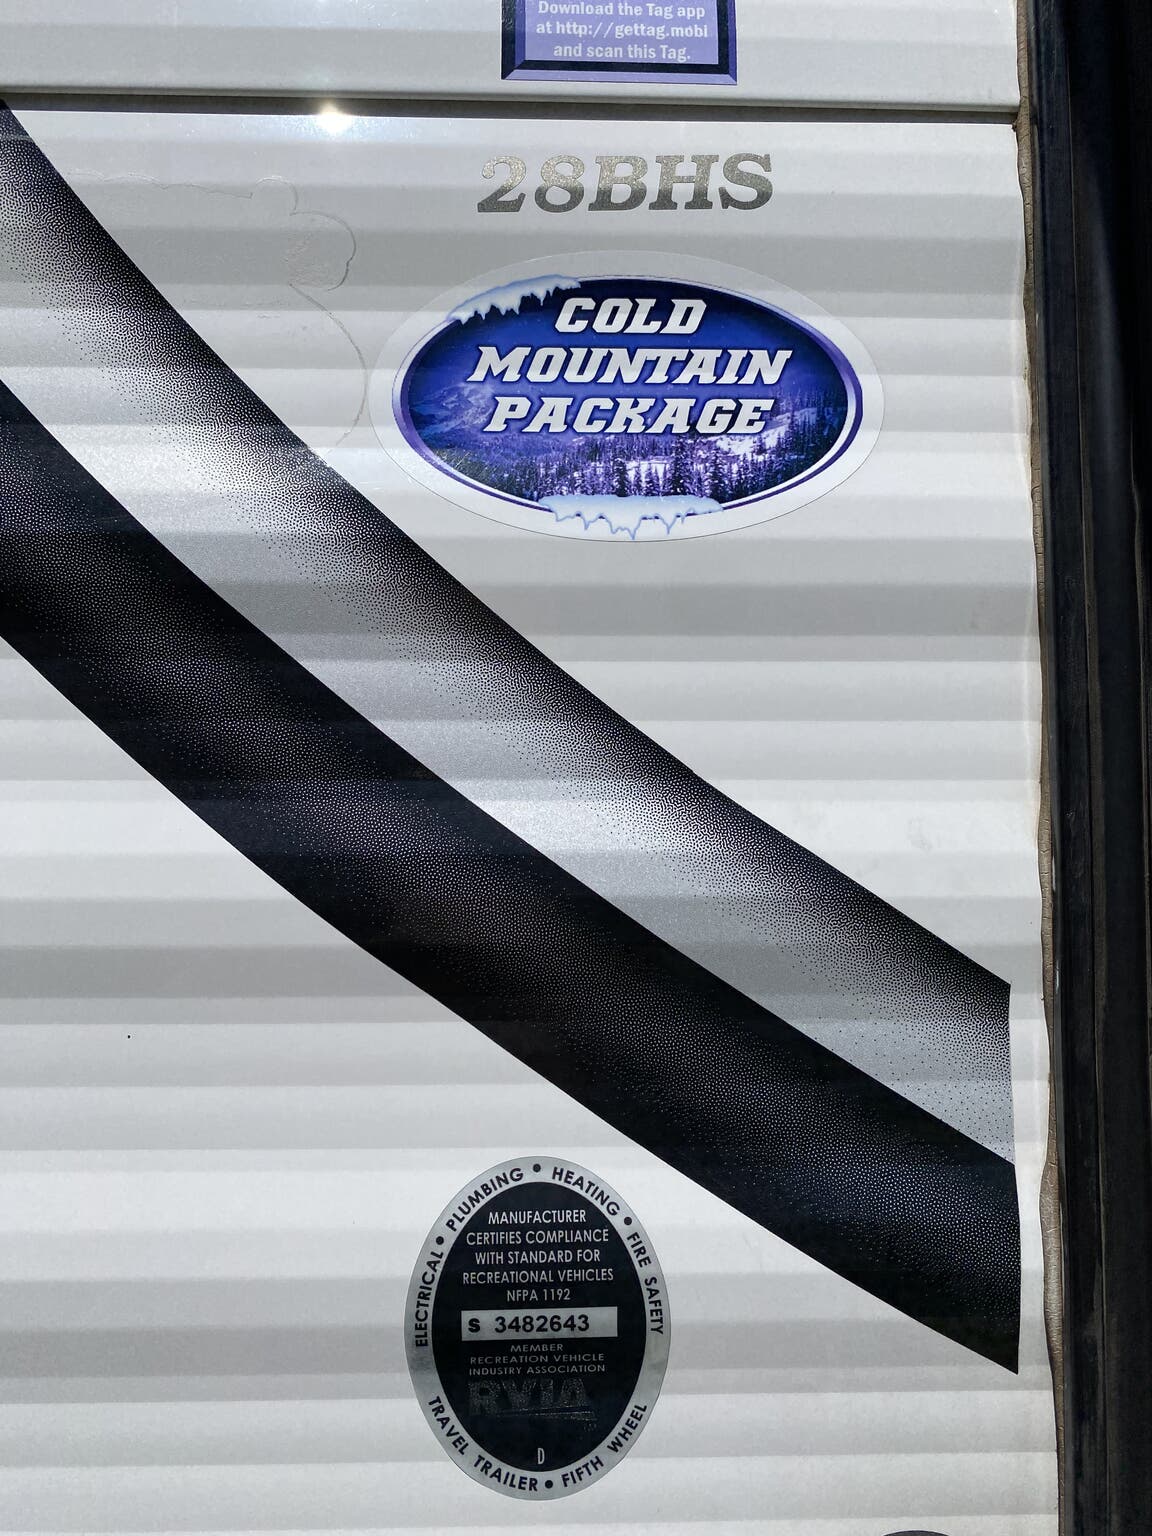 Download the Tag app
at http://gettag.mobi
and scan this Tag.
28BHS
COLD
MOUNTAIN
PACKAGE
ELECTRICAL • PLUMBING • HEATING • FIRE SAFETY
MANUFACTURER
CERTIFIES COMPLIANCE
WITH STANDARD FOR
RECREATIONAL VEHICLES
NFPA 1192
S 3482643
MEMBER
RECREATION VEHICLE
INDUSTRY ASSOCIATION
RVIA
TM
D
TRAVEL TRAILER • FIFTH WHEEL